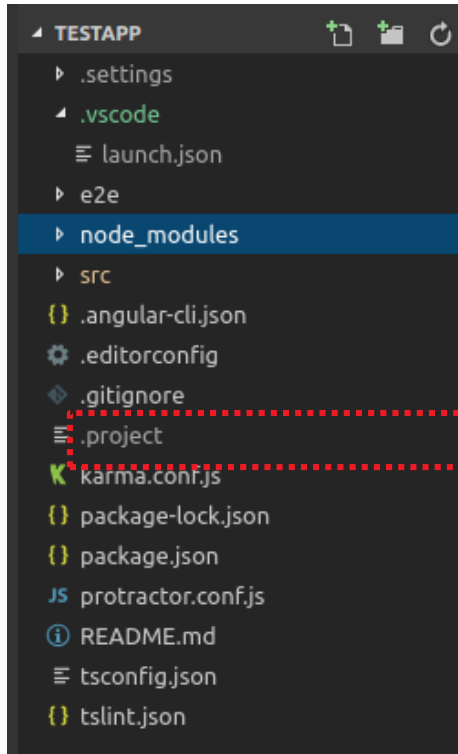 TESTAPP
.settings
.vscode
launch.json
e2e
node_modules
src
{} .angular-cli.json
.editorconfig
.gitignore
.project
K karma.conf.js
{} package-lock.json
{} package.json
JS protractor.conf.js
README.md
tsconfig.json
{} tslint.json